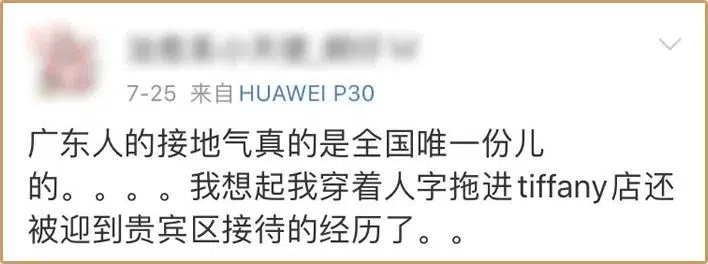 7-25 来自 HUAWEI P30
广东人的接地气真的是全国唯一份儿
的。。。。我想起我穿着人字拖进tiffany店还
被迎到贵宾区接待的经历了。。